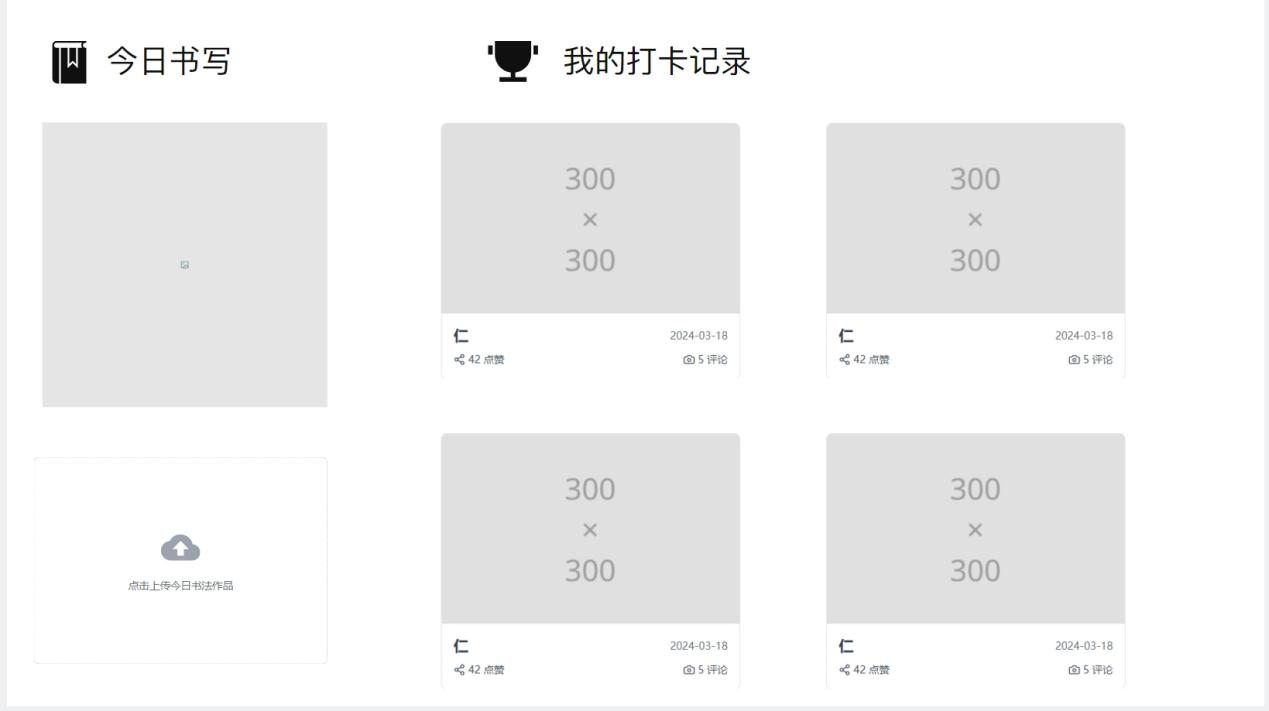 今日书写
我的打卡记录
300
×
300
仁 2024-03-18
42 点赞 5 评论
300
×
300
仁 2024-03-18
42 点赞 5 评论
点击上传今日书法作品
300
×
300
仁 2024-03-18
42 点赞 5 评论
300
×
300
仁 2024-03-18
42 点赞 5 评论